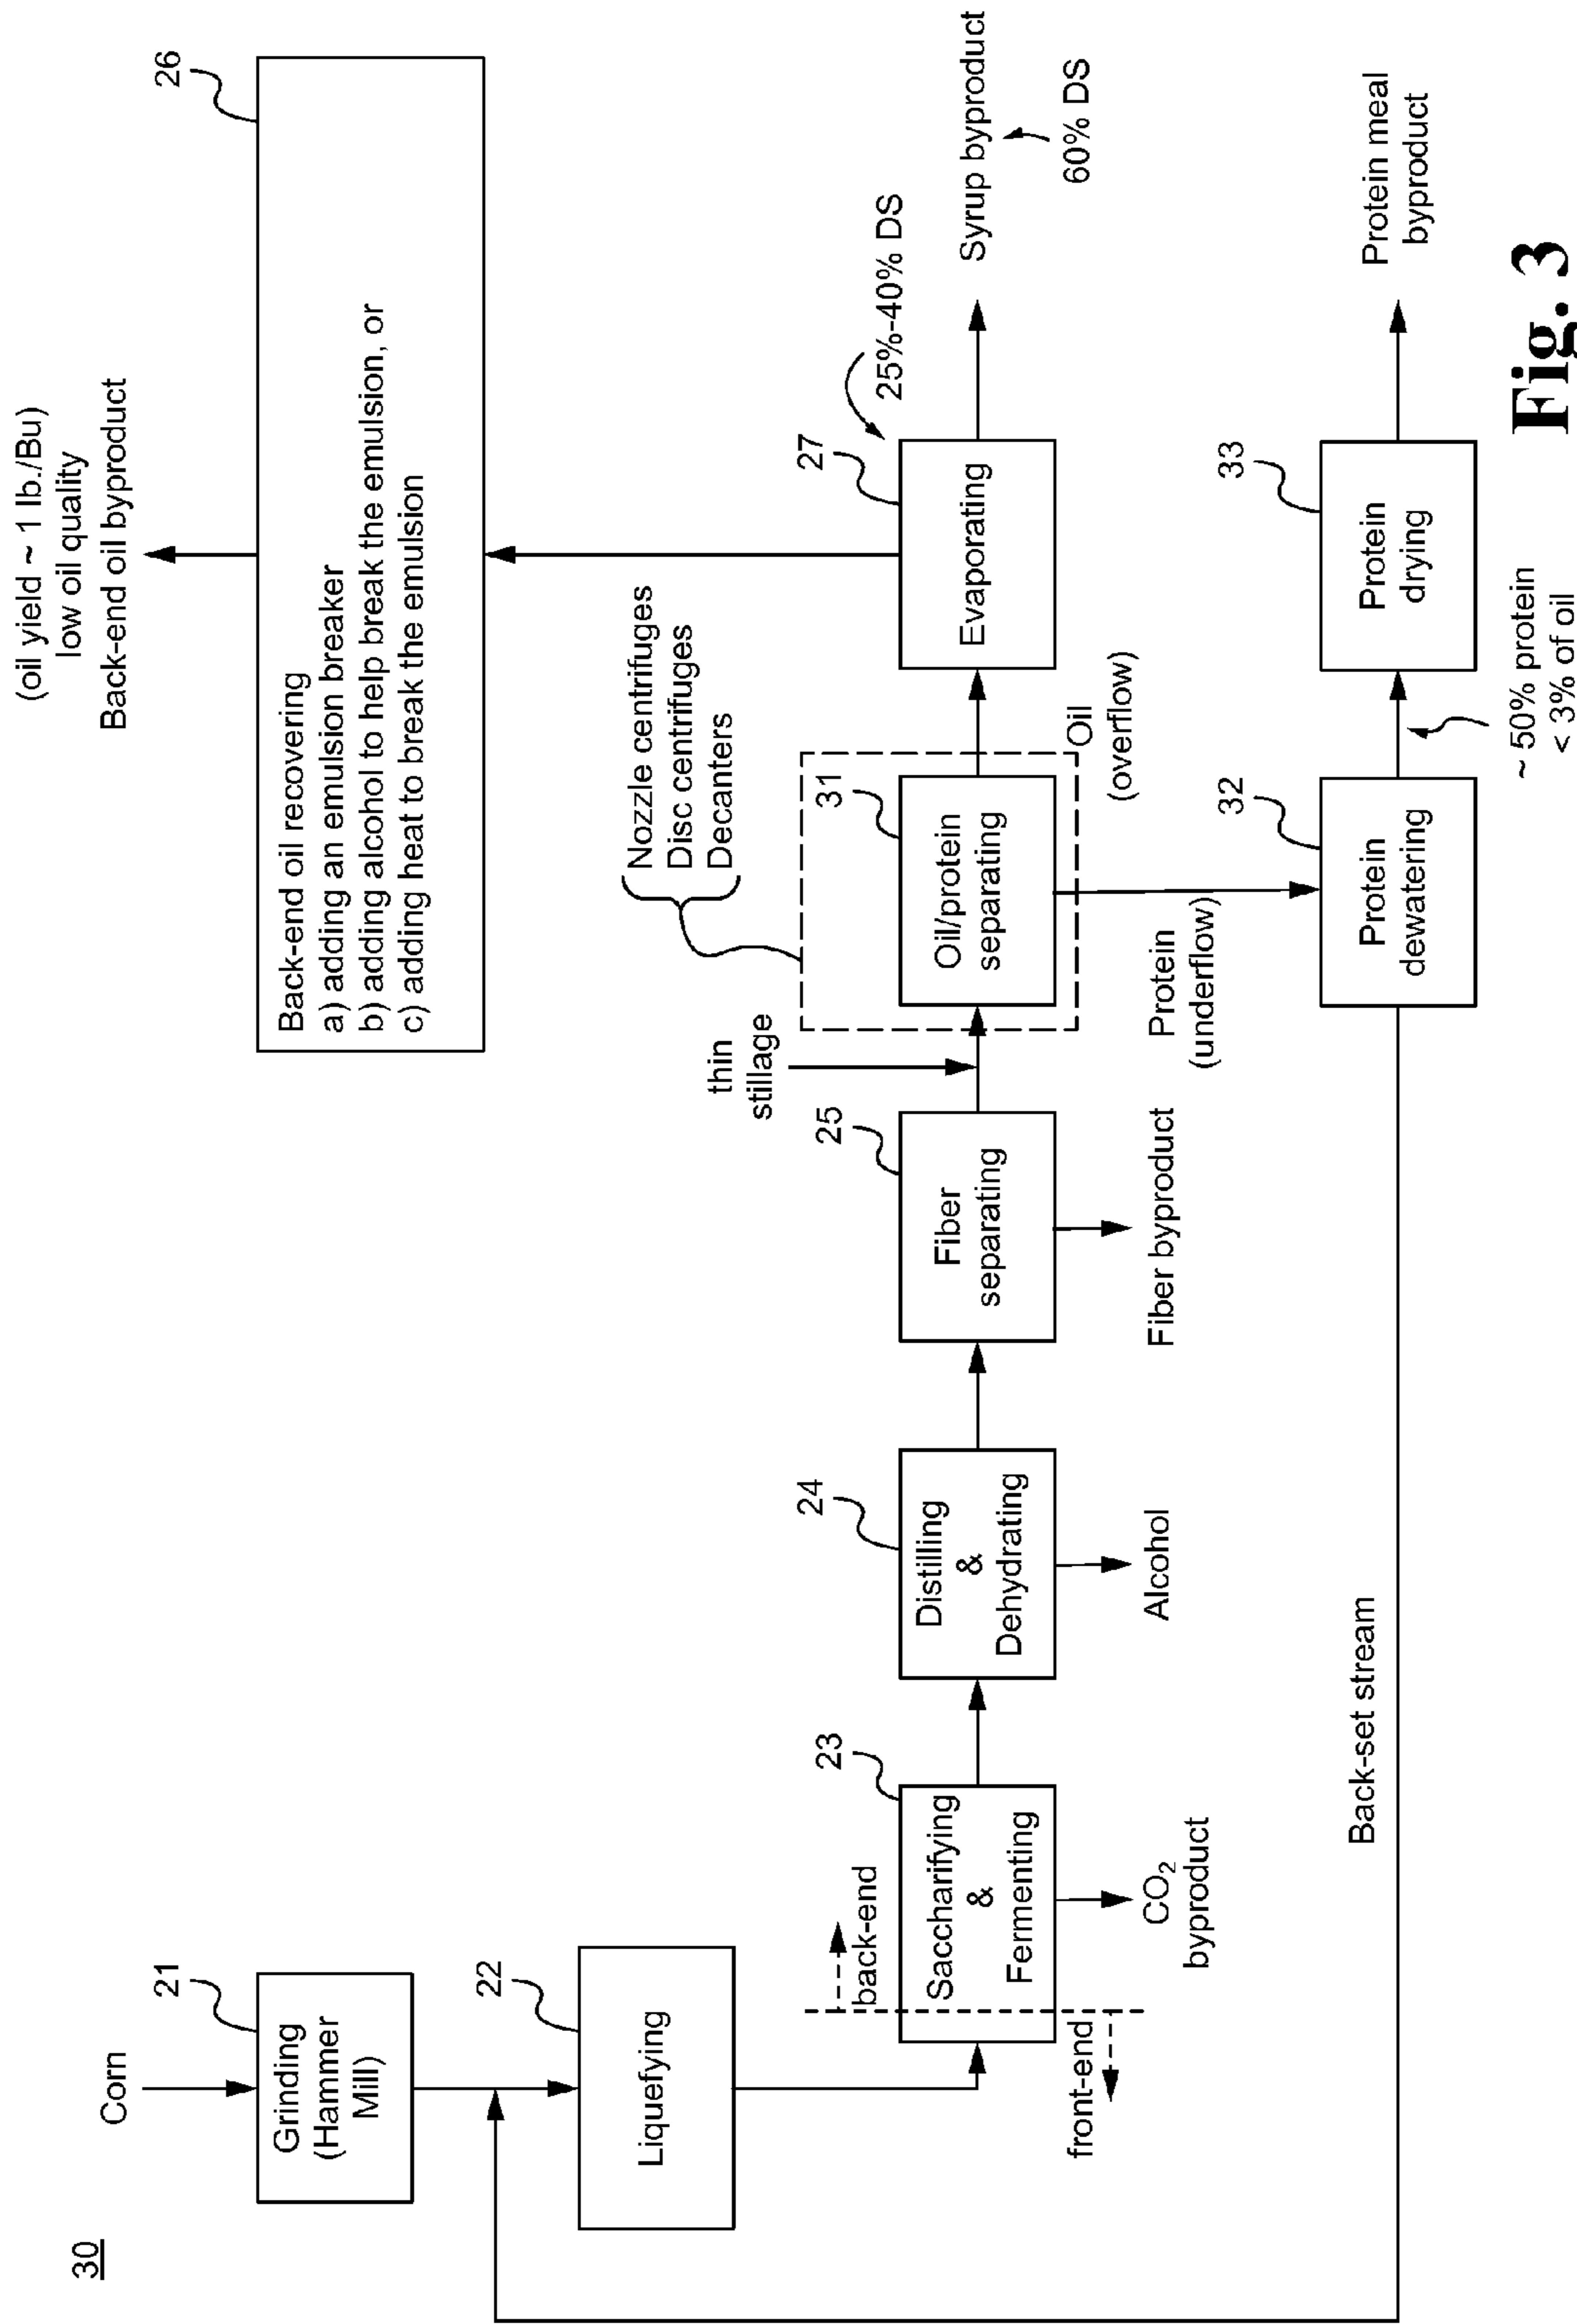 30
Corn
21
Grinding
(Hammer
Mill)
22
Liquefying
back-end
front-end
23
Saccharifying
&
Fermenting
CO₂
byproduct
24
Distilling
&
Dehydrating
Alcohol
25
Fiber
separating
Fiber byproduct
thin
stillage
Nozzle centrifuges
Disc centrifuges
Decanters
31
Oil/protein
separating
Oil
(overflow)
Protein
(underflow)
27
Evaporating
25%-40% DS
Syrup byproduct
60% DS
26
Back-end oil recovering
a) adding an emulsion breaker
b) adding alcohol to help break the emulsion, or
c) adding heat to break the emulsion
(oil yield ~ 1 lb./Bu)
low oil quality
Back-end oil byproduct
32
Protein
dewatering
~ 50% protein
< 3% of oil
33
Protein
drying
Protein meal
byproduct
Back-set stream
Fig. 3